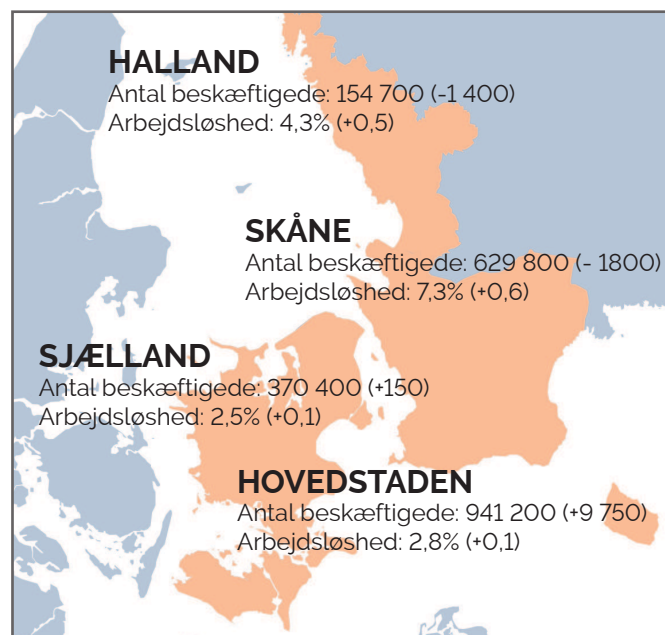 HALLAND
Antal beskæftigede: 154 700 (-1 400)
Arbejdsløshed: 4,3% (+0,5)
SKÅNE
Antal beskæftigede: 629 800 (- 1800)
Arbejdsløshed: 7,3% (+0,6)
SJÆLLAND
Antal beskæftigede: 370 400 (+150)
Arbejdsløshed: 2,5% (+0,1)
HOVEDSTADEN
Antal beskæftigede: 941 200 (+9 750)
Arbejdsløshed: 2,8% (+0,1)